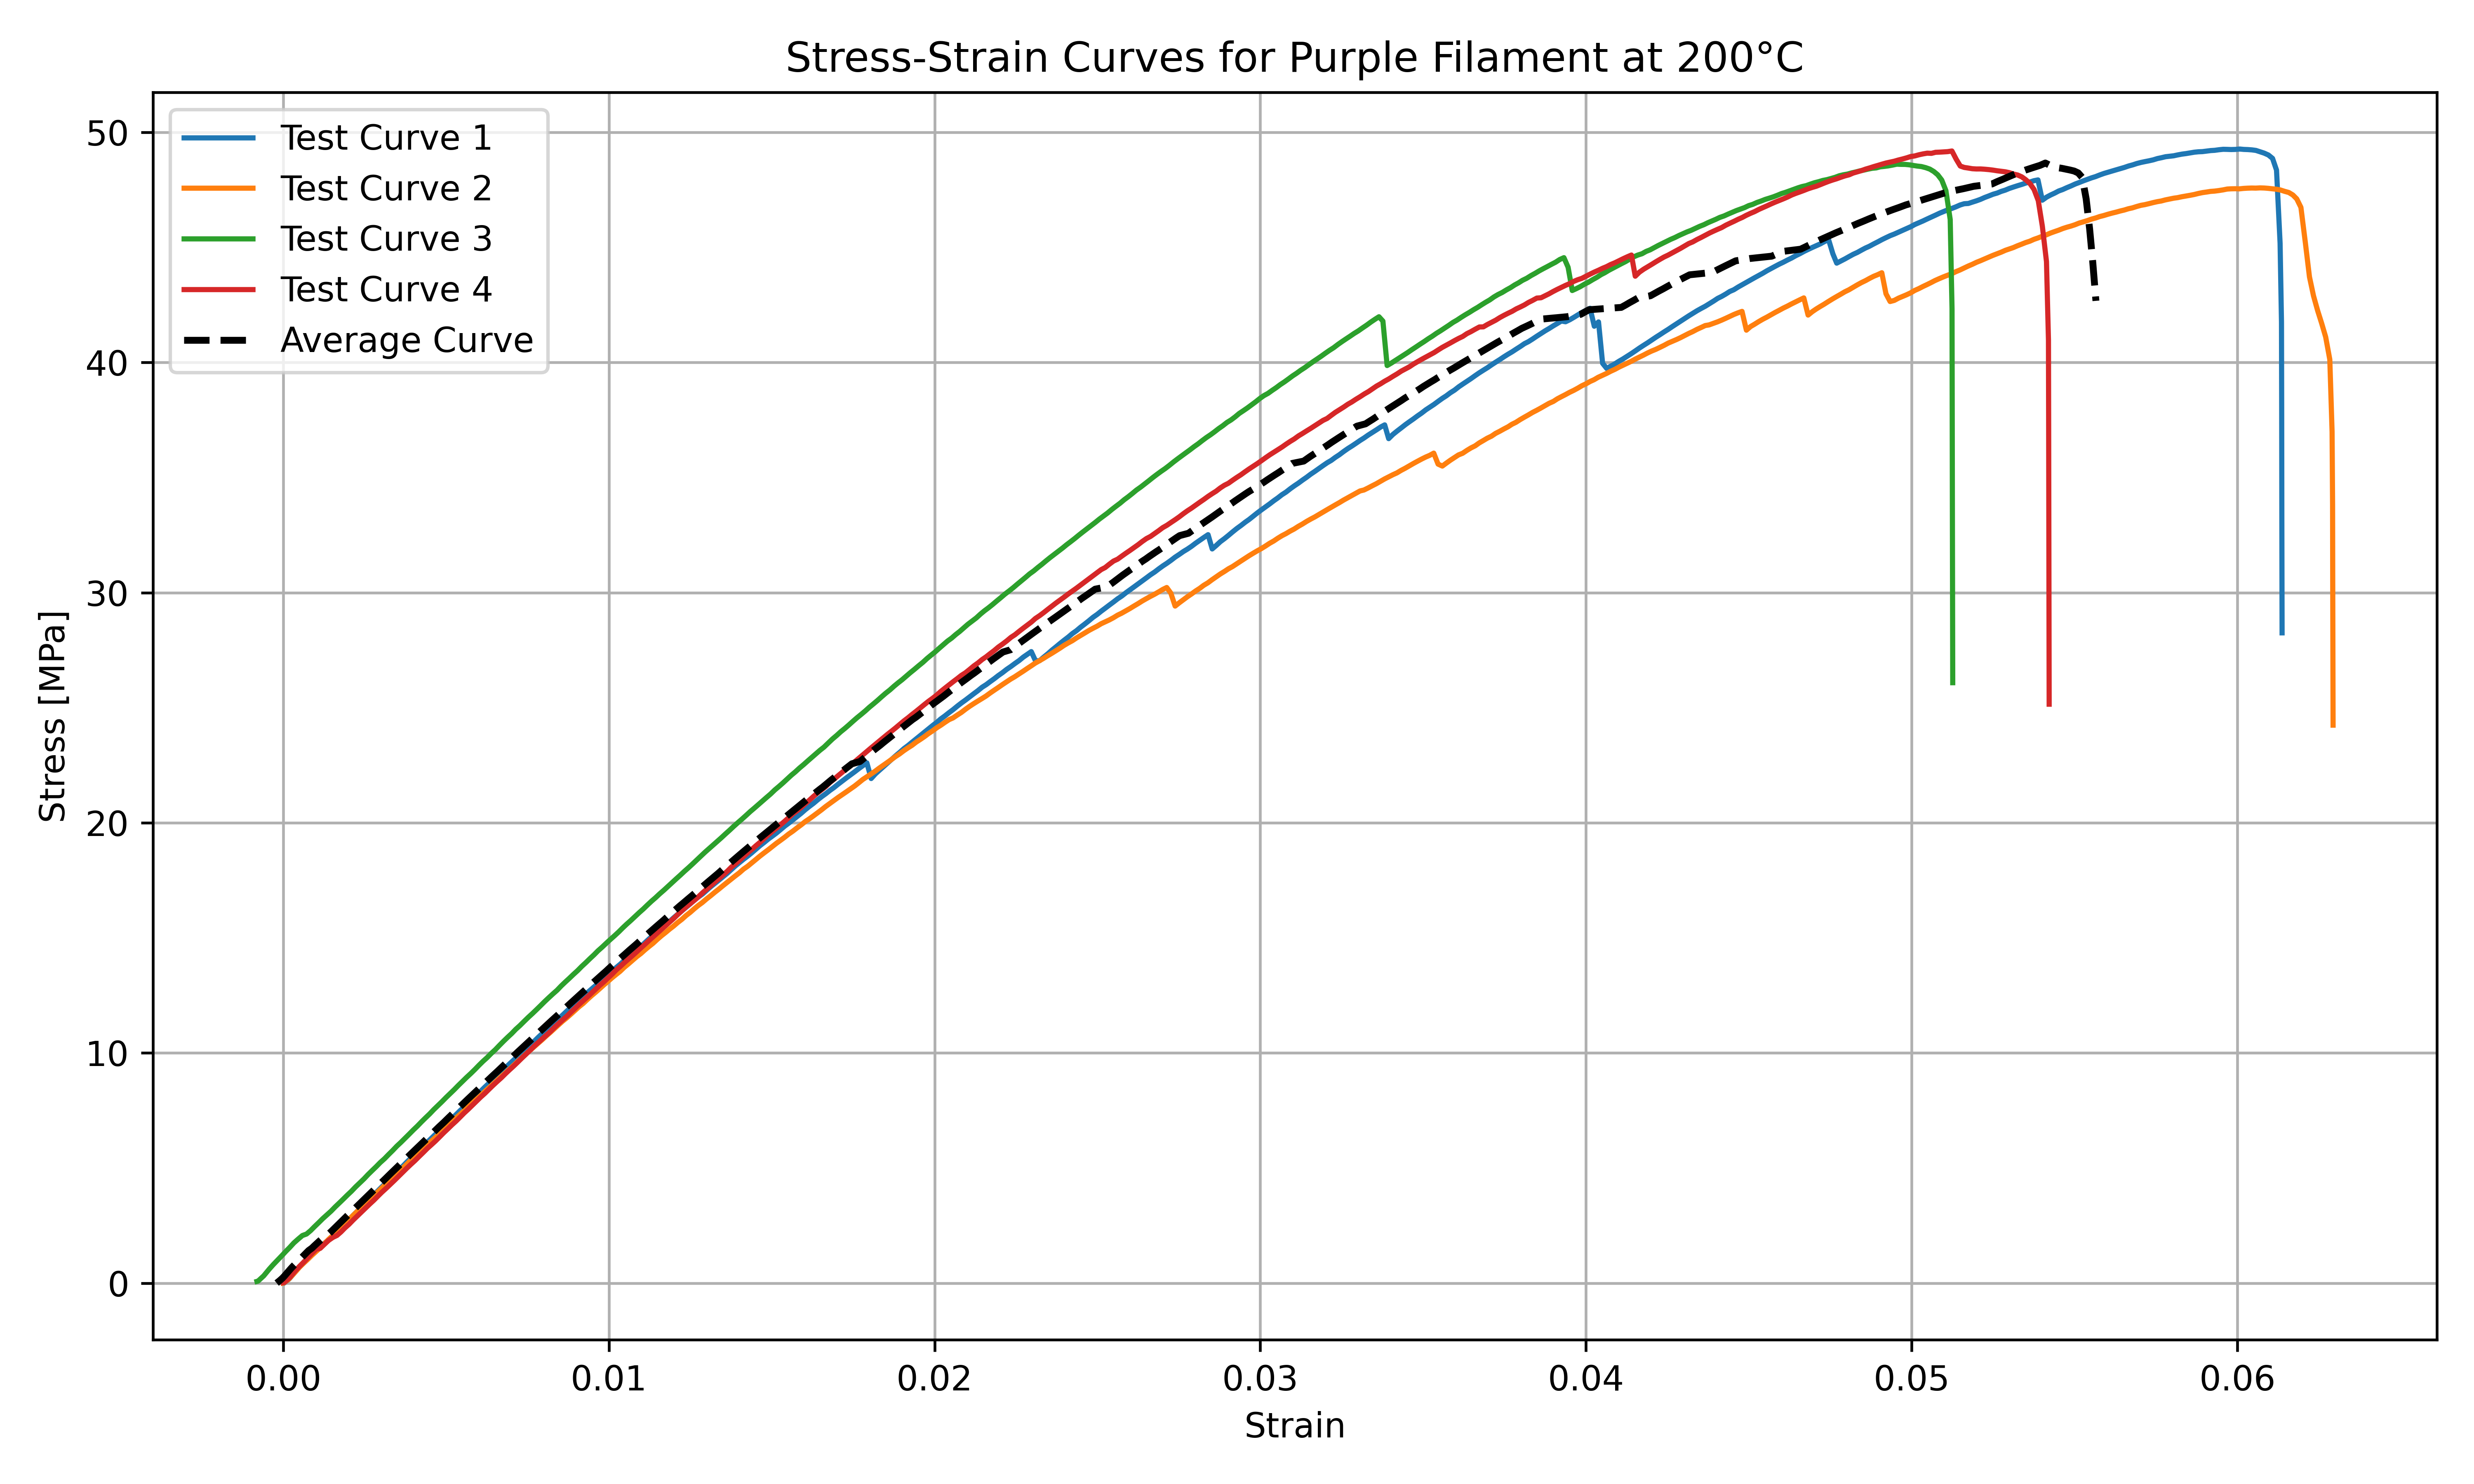 Stress-Strain Curves for Purple Filament at 200°C
Test Curve 1
Test Curve 2
Test Curve 3
Test Curve 4
Average Curve
50
40
30
20
10
0
Stress [MPa]
0.00 0.01 0.02 0.03 0.04 0.05 0.06
Strain